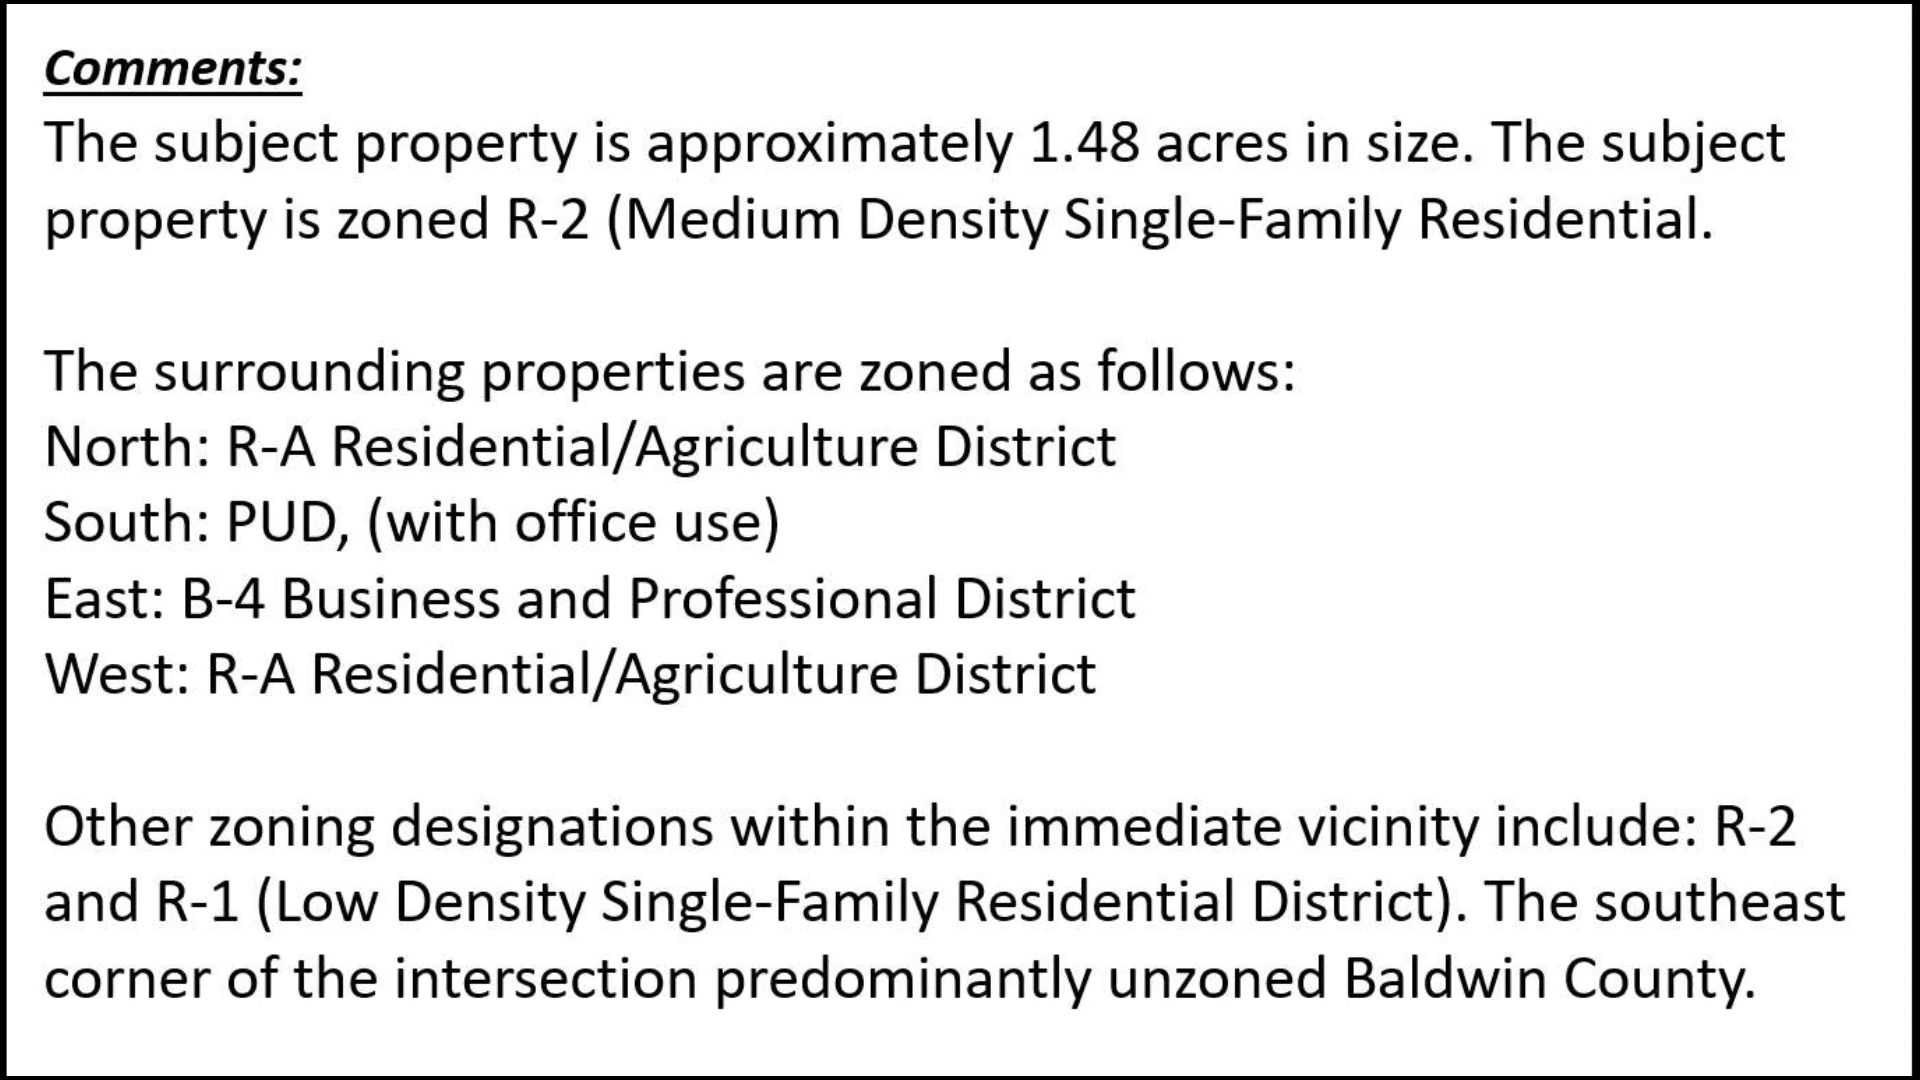 Comments:
The subject property is approximately 1.48 acres in size. The subject
property is zoned R-2 (Medium Density Single-Family Residential.
The surrounding properties are zoned as follows:
North: R-A Residential/Agriculture District
South: PUD, (with office use)
East: B-4 Business and Professional District
West: R-A Residential/Agriculture District
Other zoning designations within the immediate vicinity include: R-2
and R-1 (Low Density Single-Family Residential District). The southeast
corner of the intersection predominantly unzoned Baldwin County.